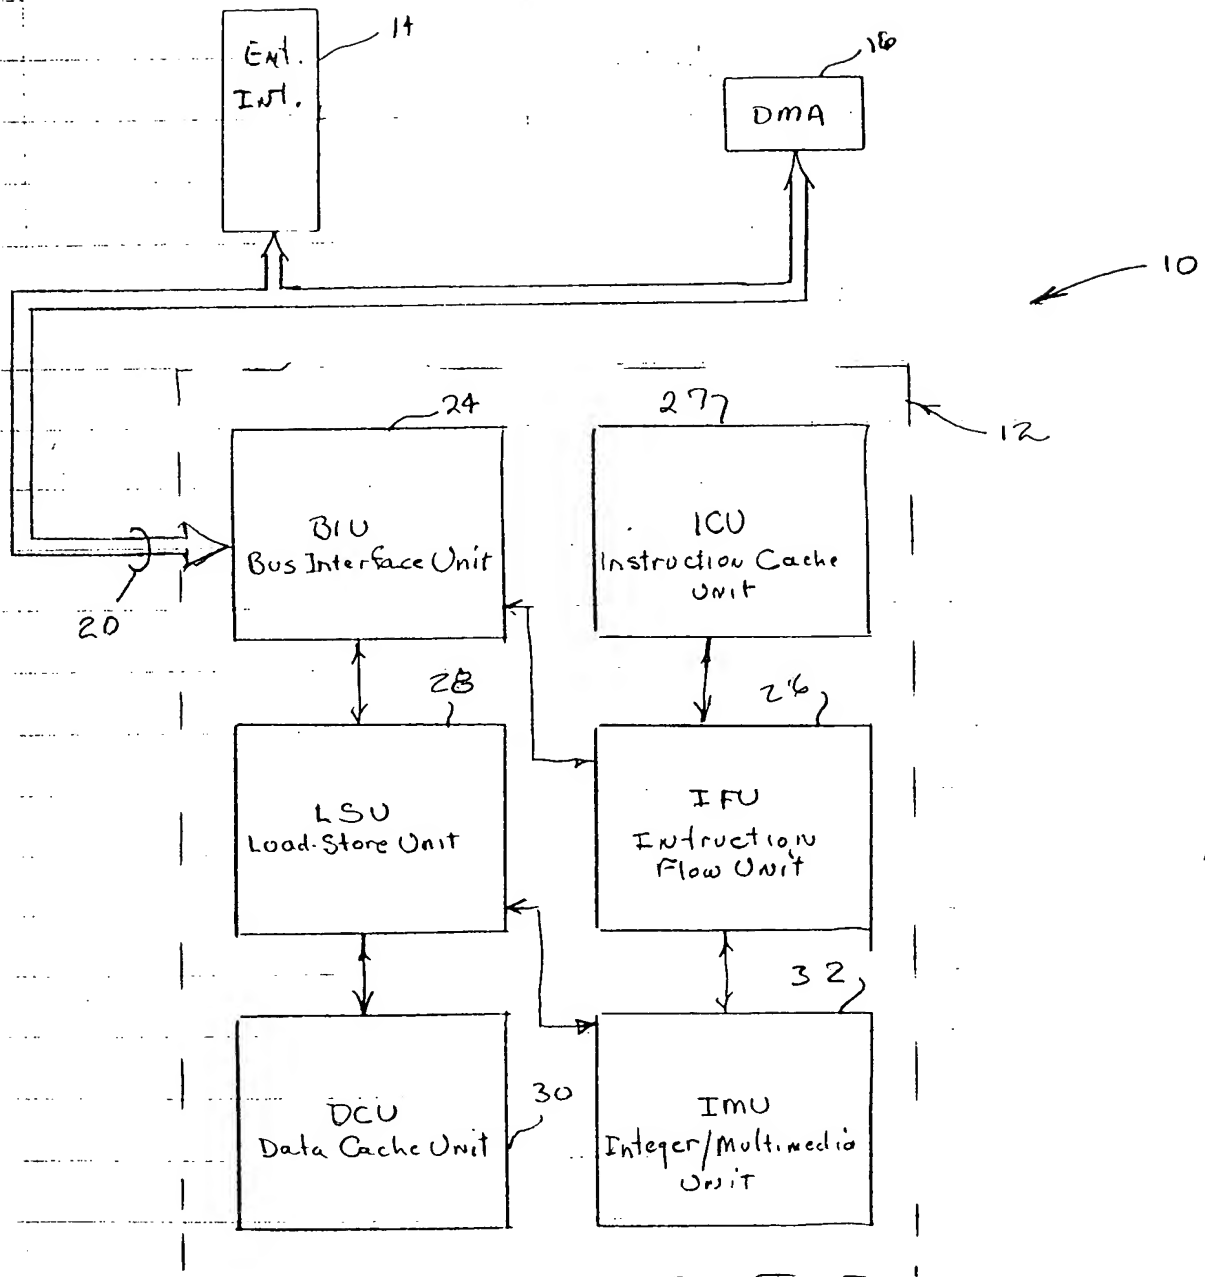 14
Ext.
Int.
16
DMA
10
24
27
12
BIU
Bus Interface Unit
ICU
Instruction Cache
Unit
20
28
26
LSU
Load-Store Unit
IFU
Intruction
Flow Unit
32
DCU
Data Cache Unit
30
IMU
Integer/Multimedia
Unit